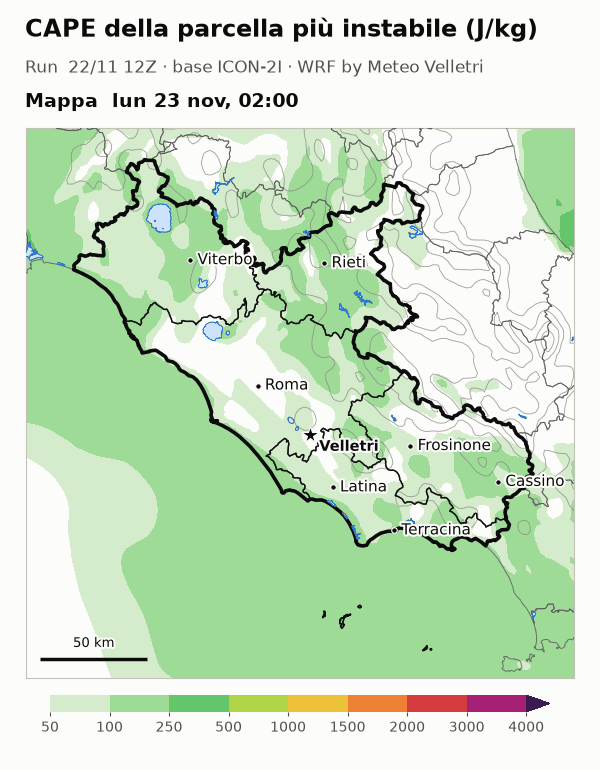 CAPE della parcella più instabile (J/kg)
Run 22/11 12Z · base ICON-2I · WRF by Meteo Velletri
Mappa lun 23 nov, 02:00
Viterbo
Rieti
Roma
Velletri
Frosinone
Latina
Cassino
Terracina
50 km
50 100 250 500 1000 1500 2000 3000 4000